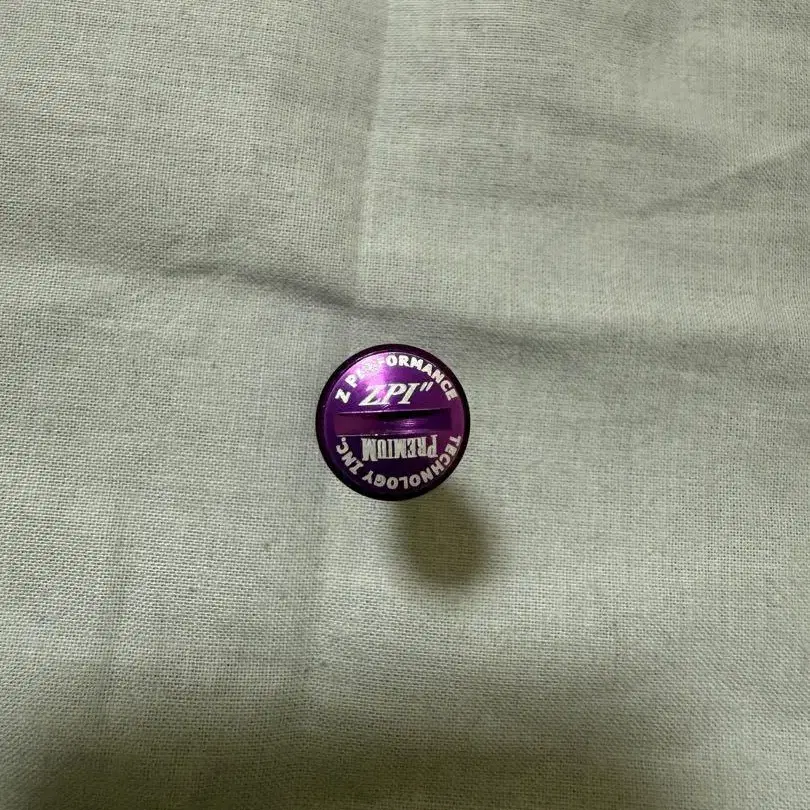 Z PERFORMANCE
ZPI"
PREMIUM
TECHNOLOGY INC.